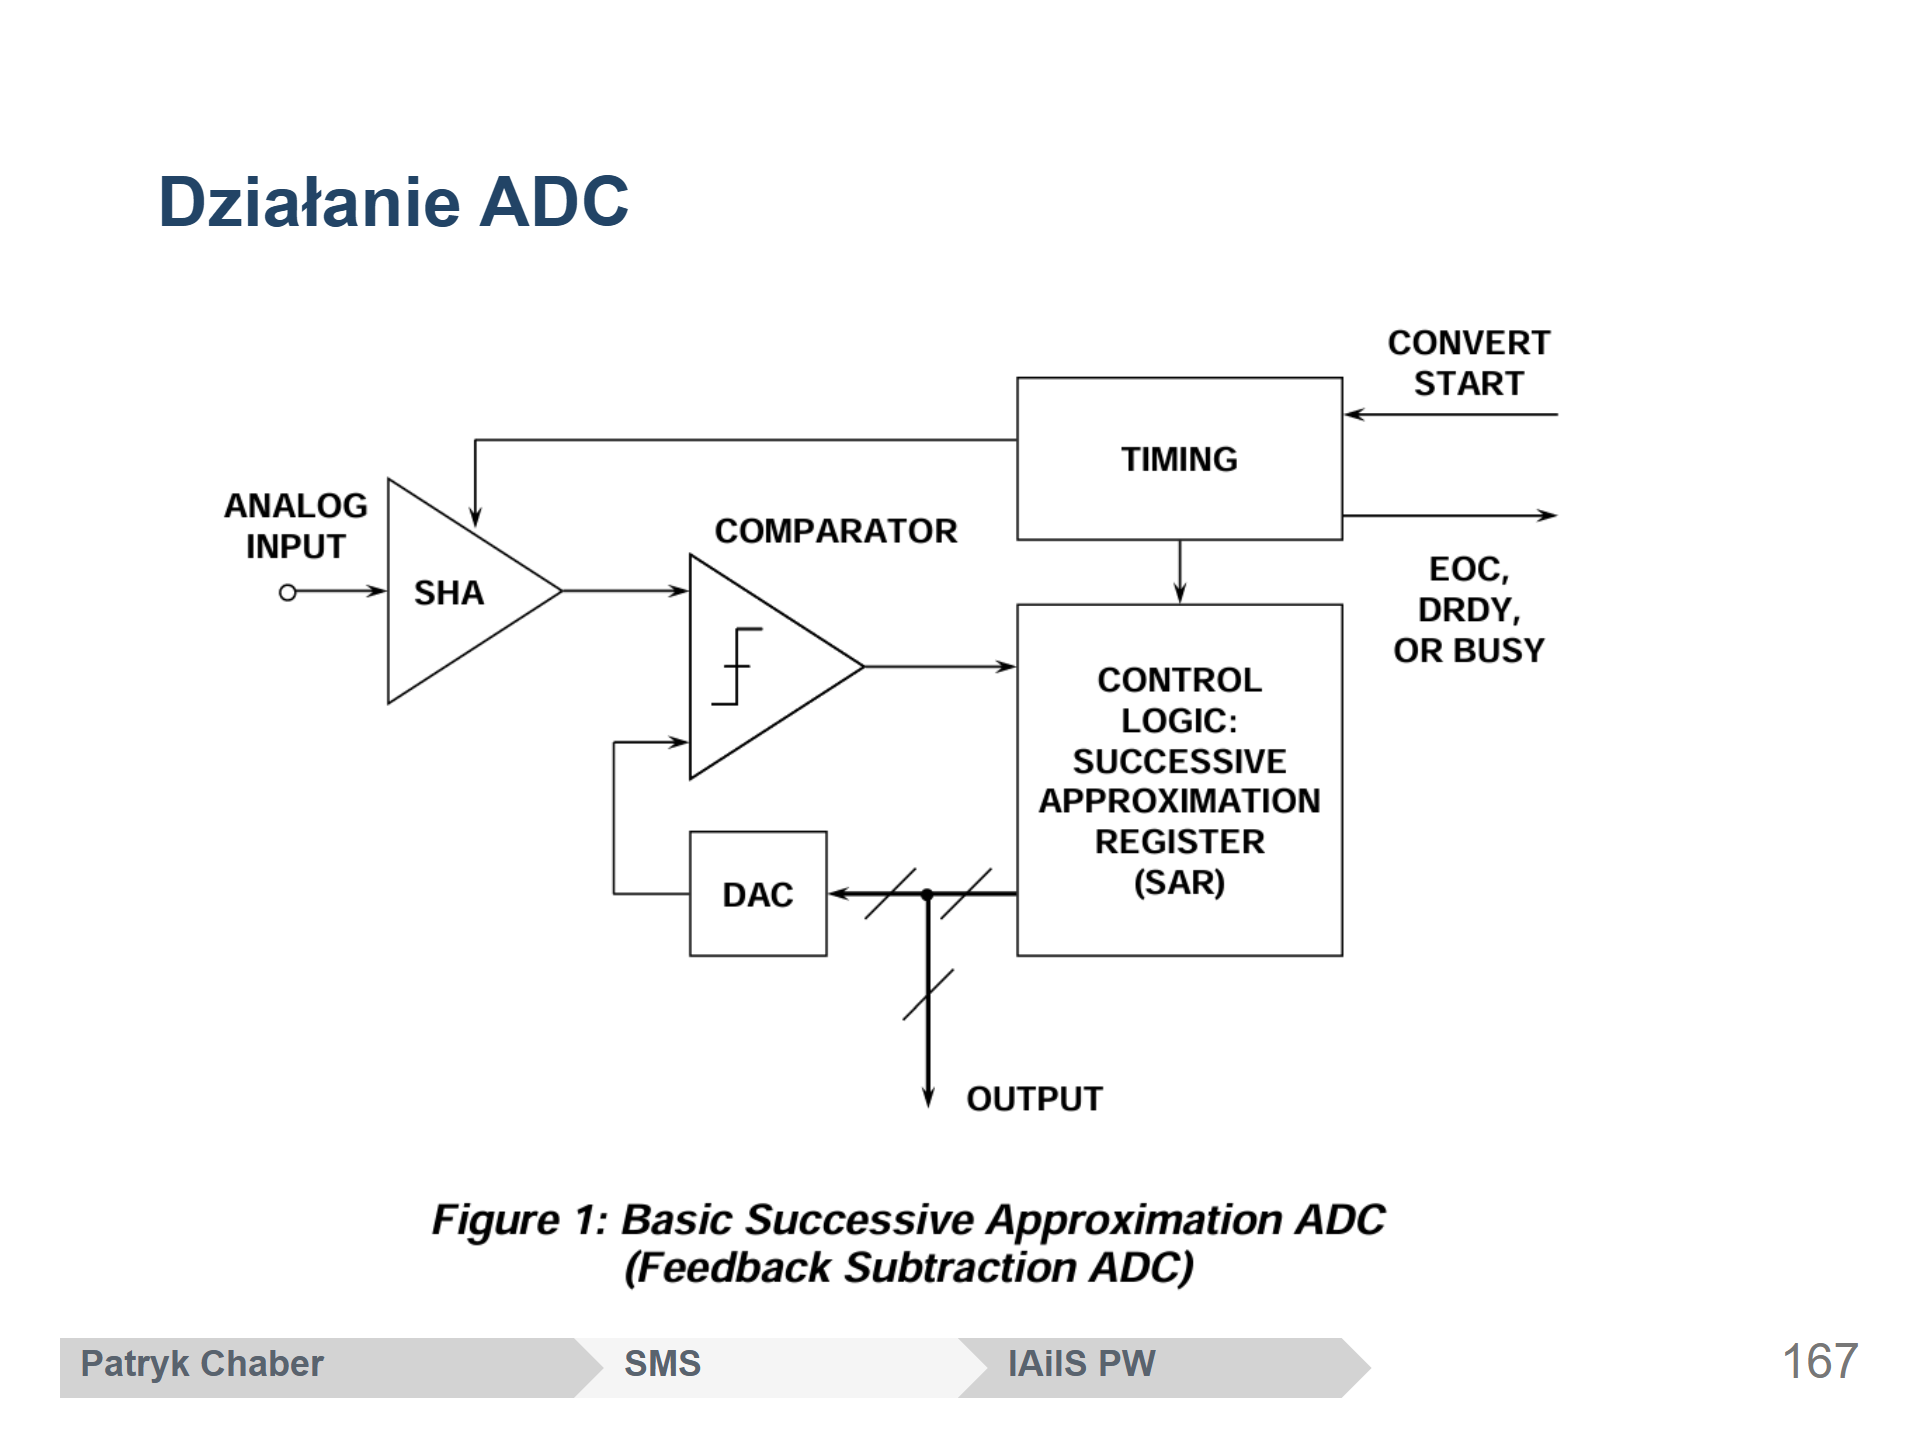 Działanie ADC
CONVERT
START
TIMING
ANALOG
INPUT
COMPARATOR
SHA
EOC,
DRDY,
OR BUSY
CONTROL
LOGIC:
SUCCESSIVE
APPROXIMATION
REGISTER
(SAR)
DAC
OUTPUT
Figure 1: Basic Successive Approximation ADC
(Feedback Subtraction ADC)
Patryk Chaber
SMS
IAiIS PW
167